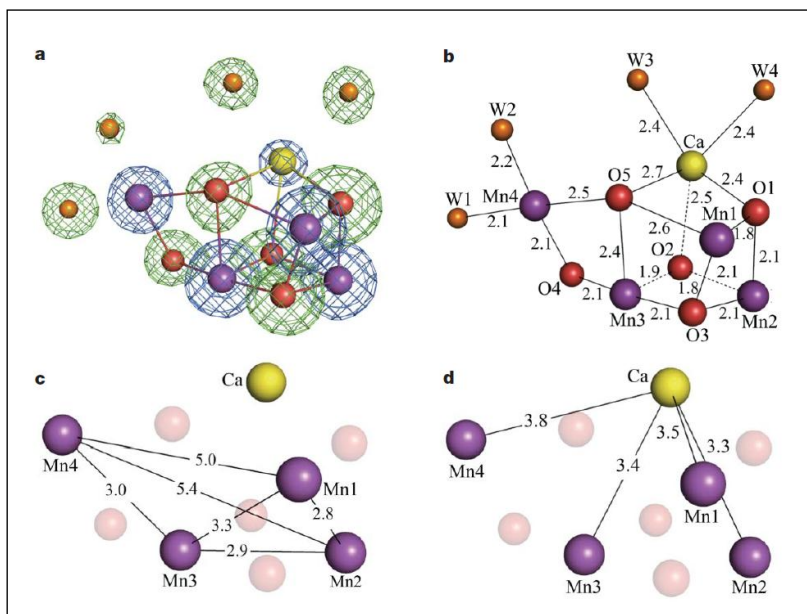 a
b
W3
W4
W2
Ca
2.4
2.4
2.2
O5
2.7
2.4
O1
W1
Mn4
2.5
2.5
Mn1
2.1
2.6
1.8
2.1
2.4
O2
2.1
1.9
2.1
O4
1.8
2.1
Mn3
2.1
2.1
Mn2
O3
c
Ca
d
Ca
Mn4
5.0
3.8
3.5
3.3
Mn4
3.0
5.4
Mn1
3.4
Mn1
3.3
2.8
2.9
Mn3
Mn2
Mn3
Mn2